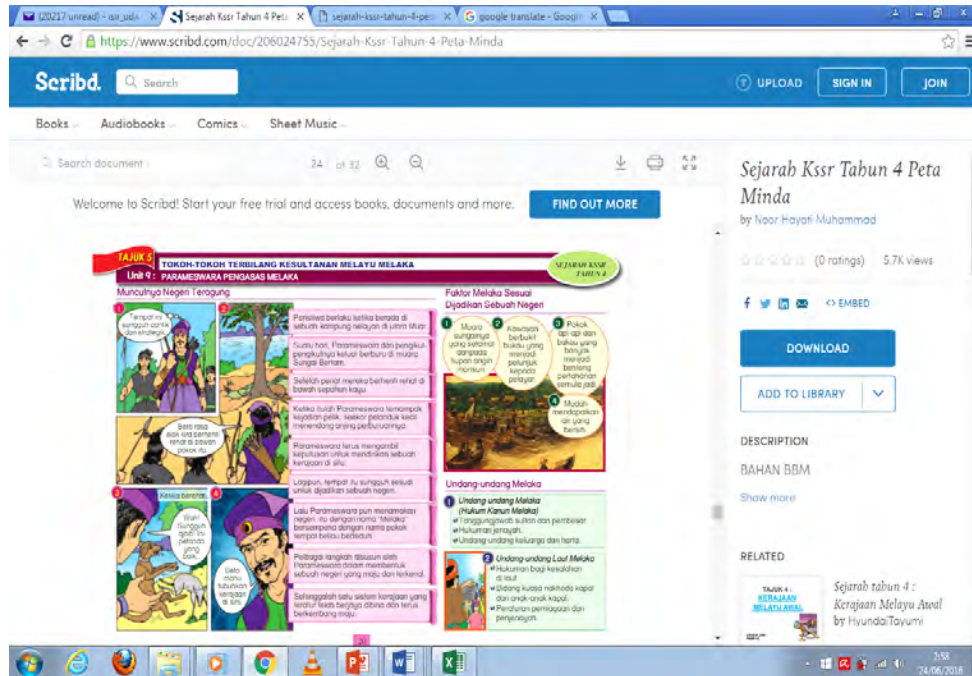 (20217 unread) -
Sejarah Kssr Tahun 4 Peta
sejarah-kssr-tahun-4-pet
google translate - Googl
https://www.scribd.com/doc/206024755/Sejarah-Kssr-Tahun-4-Peta-Minda
Scribd.
Search
UPLOAD
SIGN IN
JOIN
Books
Audiobooks
Comics
Sheet Music
Search document
24 of 32
Welcome to Scribd! Start your free trial and access books, documents and more.
FIND OUT MORE
TAJUK 5
TOKOH-TOKOH TERBILANG KESULTANAN MELAYU MELAKA
Unit 9 : PARAMESWARA PENGASAS MELAKA
SEJARAH KSSR
TAHUN 4
Munculnya Negeri Teragung
1
Tempat ini
sungguh cantik
dan strategik.
2
Beta rasa
elok kita berhenti
rehat di bawah
pokok itu.
3
Ketika berehat,
Wah!
Sungguh
ajaib ini
petanda
yang
baik.
4
Beta
mahu
tubuhkan
kerajaan
di sini.
Peristiwa berlaku ketika berada di
sebuah kampung nelayan di utara Muar.
Suatu hari, Parameswara dan pengikut-
pengikutnya keluar berburu di muara
Sungai Bertam.
Setelah penat mereka berhenti rehat di
bawah sepohon kayu.
Ketika itulah Parameswara ternampak
kejadian pelik, seekor pelanduk kecil
menendang anjing perburuannya.
Parameswara terus mengambil
keputusan untuk mendirikan sebuah
kerajaan di situ.
Lagipun, tempat itu sungguh sesuai
untuk dijadikan sebuah negeri.
Lalu Parameswara pun menamakan
negeri itu dengan nama 'Melaka'
bersempena dengan nama pokok
tempat beliau berteduh.
Pelbagai langkah disusun oleh
Parameswara dalam membentuk
sebuah negeri yang maju dan terkenal.
Sehinggalah satu sistem kerajaan yang
teratur telah berjaya dibina dan terus
berkembang maju.
Faktor Melaka Sesuai
Dijadikan Sebuah Negeri
1
Muara
sungainya
yang
daripada
tiupan angin
monsun.
2
Kawasan
berbukit
bukau yang
menjadi
petunjuk
kepada
pelayar.
3
Pokok
api-api dan
bakau yang
banyak
menjadi
benteng
pertahanan
semula jadi.
4
Mudah
mendapatkan
air yang
bersih.
Undang-undang Melaka
1 Undang-undang Melaka
(Hukum Kanun Melaka)
Tanggungjawab sultan dan pembesar.
Hukuman jenayah.
Undang-undang keluarga dan harta.
2 Undang-undang Laut Melaka
Hukuman bagi kesalahan
di laut.
Bidang kuasa nakhoda kapal
dan anak-anak kapal.
Peraturan perniagaan dan
Sejarah Kssr Tahun 4 Peta
Minda
by Noor Hayati Muhammad
(0 ratings)
5.7K views
EMBED
DOWNLOAD
ADD TO LIBRARY
DESCRIPTION
BAHAN BBM
Show more
RELATED
TAJUK 4 :
KERAJAAN
MELAYU AWAL
Sejarah tahun 4 :
Kerajaan Melayu Awal
by HyundaiTayumi
2:58
24/06/2016